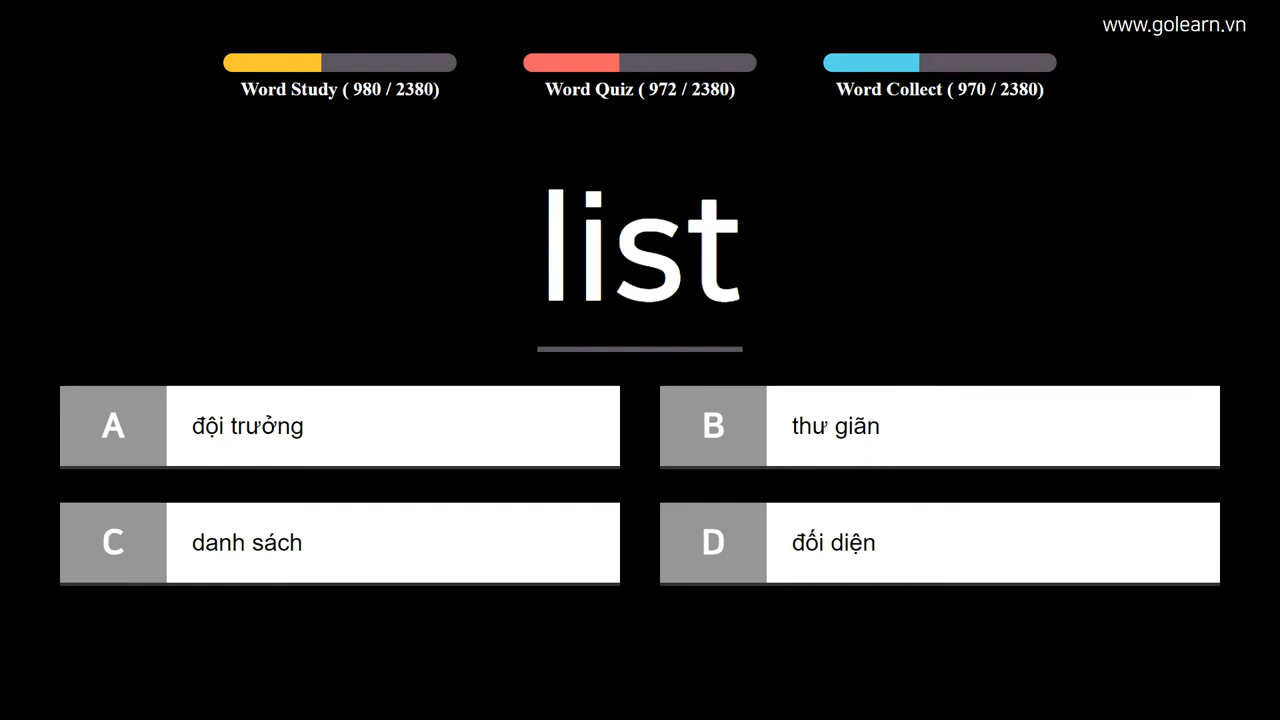 www.golearn.vn
Word Study ( 980 / 2380)
Word Quiz ( 972 / 2380)
Word Collect ( 970 / 2380)
list
A đội trưởng
B thư giãn
C danh sách
D đối diện